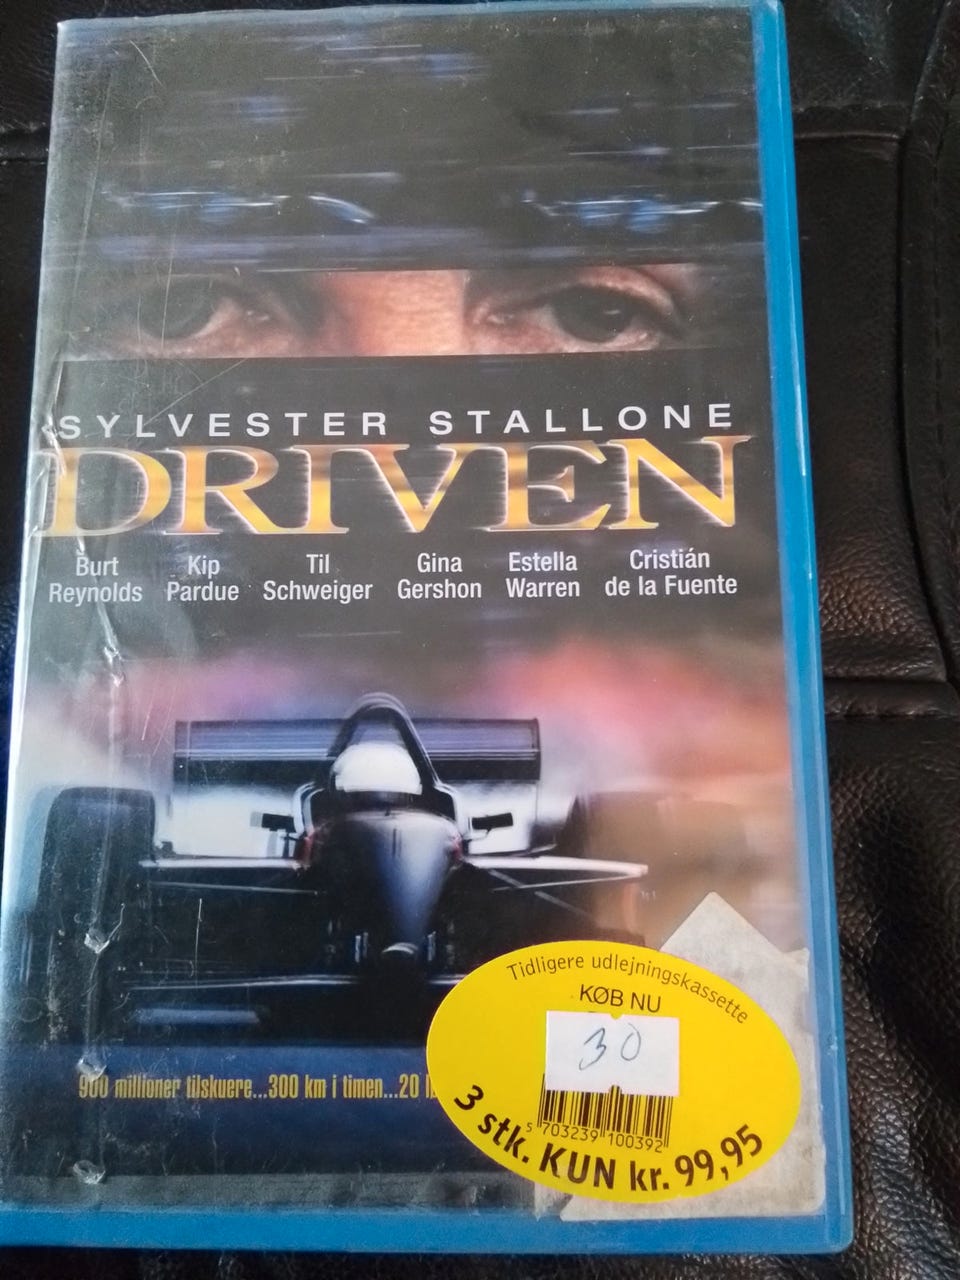 SYLVESTER STALLONE
DRIVEN
Burt Reynolds
Kip Pardue
Til Schweiger
Gina Gershon
Estella Warren
Cristián de la Fuente
900 millioner tilskuere...300 km i timen...20
Tidligere udlejningskassette
KØB NU
30
5 703239 100392
3 stk. KUN kr. 99,95